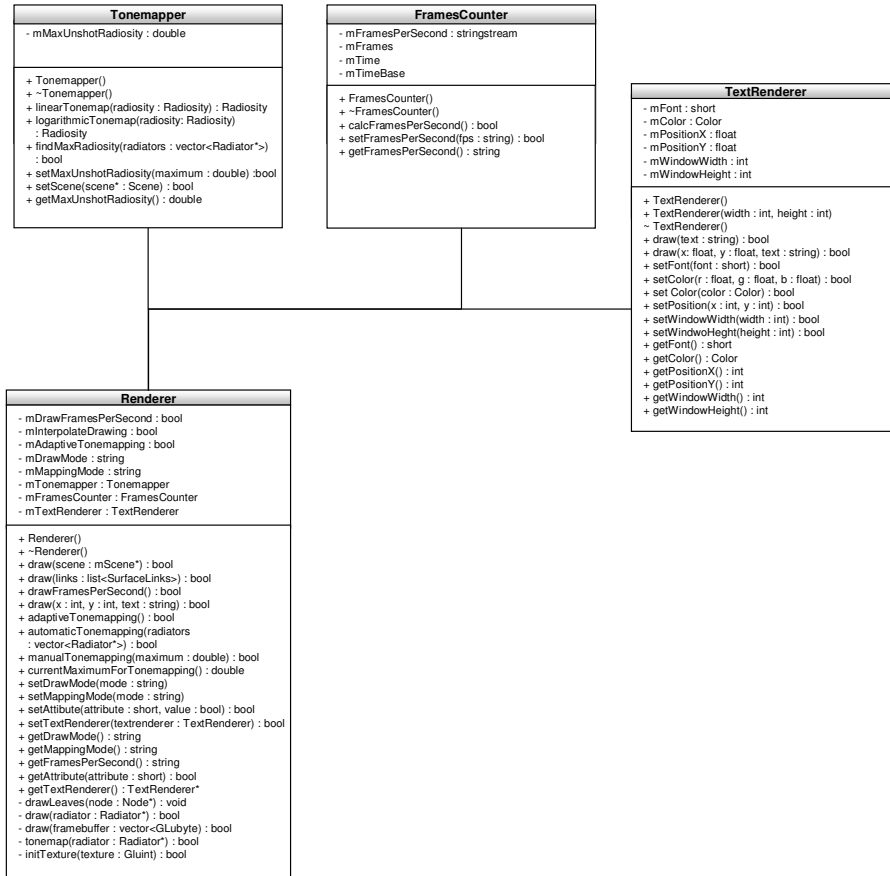 Tonemapper
- mMaxUnshotRadiosity : double
+ Tonemapper()
+ ~Tonemapper()
+ linearTonemap(radiosity : Radiosity) : Radiosity
+ logarithmicTonemap(radiosity: Radiosity)
: Radiosity
+ findMaxRadiosity(radiators : vector<Radiator*>)
: bool
+ setMaxUnshotRadiosity(maximum : double) :bool
+ setScene(scene* : Scene) : bool
+ getMaxUnshotRadiosity() : double
FramesCounter
- mFramesPerSecond : stringstream
- mFrames
- mTime
- mTimeBase
+ FramesCounter()
+ ~FramesCounter()
+ calcFramesPerSecond() : bool
+ setFramesPerSecond(fps : string) : bool
+ getFramesPerSecond() : string
TextRenderer
- mFont : short
- mColor : Color
- mPositionX : float
- mPositionY : float
- mWindowWidth : int
- mWindowHeight : int
+ TextRenderer()
+ TextRenderer(width : int, height : int)
~ TextRenderer()
+ draw(text : string) : bool
+ draw(x: float, y : float, text : string) : bool
+ setFont(font : short) : bool
+ setColor(r : float, g : float, b : float) : bool
+ set Color(color : Color) : bool
+ setPosition(x : int, y : int) : bool
+ setWindowWidth(width : int) : bool
+ setWindwoHeght(height : int) : bool
+ getFont() : short
+ getColor() : Color
+ getPositionX() : int
+ getPositionY() : int
+ getWindowWidth() : int
+ getWindowHeight() : int
Renderer
- mDrawFramesPerSecond : bool
- mInterpolateDrawing : bool
- mAdaptiveTonemapping : bool
- mDrawMode : string
- mMappingMode : string
- mTonemapper : Tonemapper
- mFramesCounter : FramesCounter
- mTextRenderer : TextRenderer
+ Renderer()
+ ~Renderer()
+ draw(scene : mScene*) : bool
+ draw(links : list<SurfaceLinks>) : bool
+ drawFramesPerSecond() : bool
+ draw(x : int, y : int, text : string) : bool
+ adaptiveTonemapping() : bool
+ automaticTonemapping(radiators
: vector<Radiator*>) : bool
+ manualTonemapping(maximum : double) : bool
+ currentMaximumForTonemapping() : double
+ setDrawMode(mode : string)
+ setMappingMode(mode : string)
+ setAttibute(attribute : short, value : bool) : bool
+ setTextRenderer(textrenderer : TextRenderer) : bool
+ getDrawMode() : string
+ getMappingMode() : string
+ getFramesPerSecond() : string
+ getAttribute(attribute : short) : bool
+ getTextRenderer() : TextRenderer*
- drawLeaves(node : Node*) : void
- draw(radiator : Radiator*) : bool
- draw(framebuffer : vector<GLubyte) : bool
- tonemap(radiator : Radiator*) : bool
- initTexture(texture : Gluint) : bool